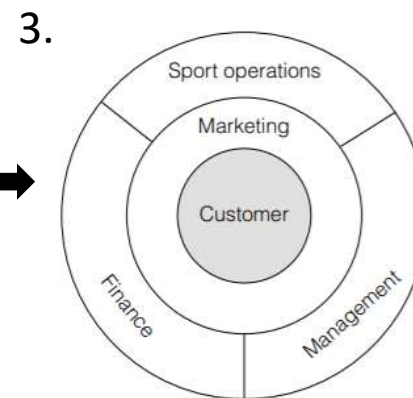 3.
Sport operations
Marketing
Customer
Finance
Management